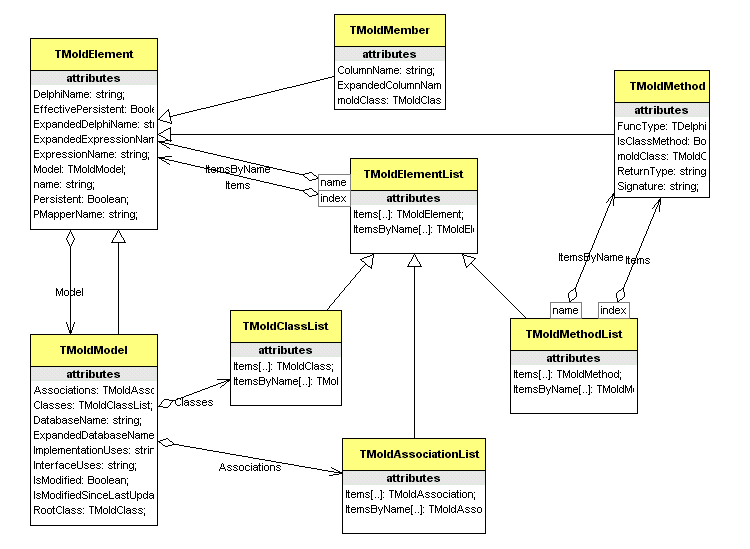 TMoldElement
attributes
DelphiName: string;
EffectivePersistent: Boole
ExpandedDelphiName: stri
ExpandedExpressionNam
ExpressionName: string;
Model: TMoldModel;
name: string;
Persistent: Boolean;
PMapperName: string;
TMoldMember
attributes
ColumnName: string;
ExpandedColumnNam
moldClass: TMoldClas
TMoldMethod
attributes
FuncType: TDelphi
IsClassMethod: Bo
moldClass: TMoldC
ReturnType: string
Signature: string;
ItemsByName
Items
name
index
TMoldElementList
attributes
Items[..]: TMoldElement;
ItemsByName[..]: TMoldEl
ItemsByName
Items
name
index
Model
TMoldClassList
attributes
Items[..]: TMoldClass;
ItemsByName[..]: TMol
TMoldMethodList
attributes
Items[..]: TMoldMethod;
ItemsByName[..]: TMoldM
TMoldModel
attributes
Associations: TMoldAsso
Classes: TMoldClassList;
DatabaseName: string;
ExpandedDatabaseName
ImplementationUses: strin
InterfaceUses: string;
IsModified: Boolean;
IsModifiedSinceLastUpda
RootClass: TMoldClass;
Classes
Associations
TMoldAssociationList
attributes
Items[..]: TMoldAssociation;
ItemsByName[..]: TMoldAsso